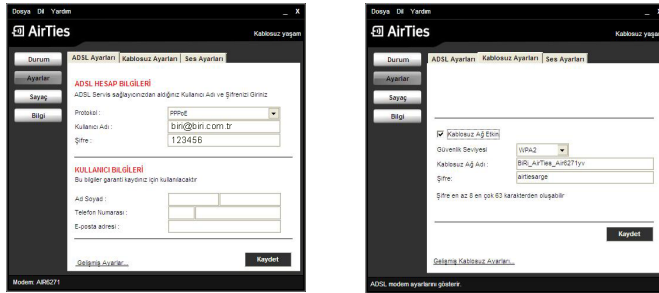 Dosya Dil Yardım
_ X
AirTies
Kablosuz yaşam
Durum
Ayarlar
Sayaç
Bilgi
ADSL Ayarları Kablosuz Ayarları Ses Ayarları
ADSL HESAP BİLGİLERİ
ADSL Servis sağlayıcınızdan aldığınız Kullanıcı Adı ve Şifrenizi Giriniz
Protokol : PPPoE
Kullanıcı Adı : biri@biri.com.tr
Şifre : 123456
KULLANICI BİLGİLERİ
Bu bilgiler garanti kaydınız için kullanılacaktır
Ad Soyad :
Telefon Numarası :
E-posta adresi :
Gelişmiş Ayarlar...
Kaydet
Modem: AIR6271
Dosya Dil Yardım
_ X
AirTies
Kablosuz yaşam
Durum
Ayarlar
Sayaç
Bilgi
ADSL Ayarları Kablosuz Ayarları Ses Ayarları
Kablosuz Ağ Etkin
Güvenlik Seviyesi WPA2
Kablosuz Ağ Adı : BiRi_AirTies_Air6271yv
Şifre: airtiesarge
Şifre en az 8 en çok 63 karakterden oluşabilir
Kaydet
Gelişmiş Kablosuz Ayarları...
ADSL modem ayarlarını gösterir.